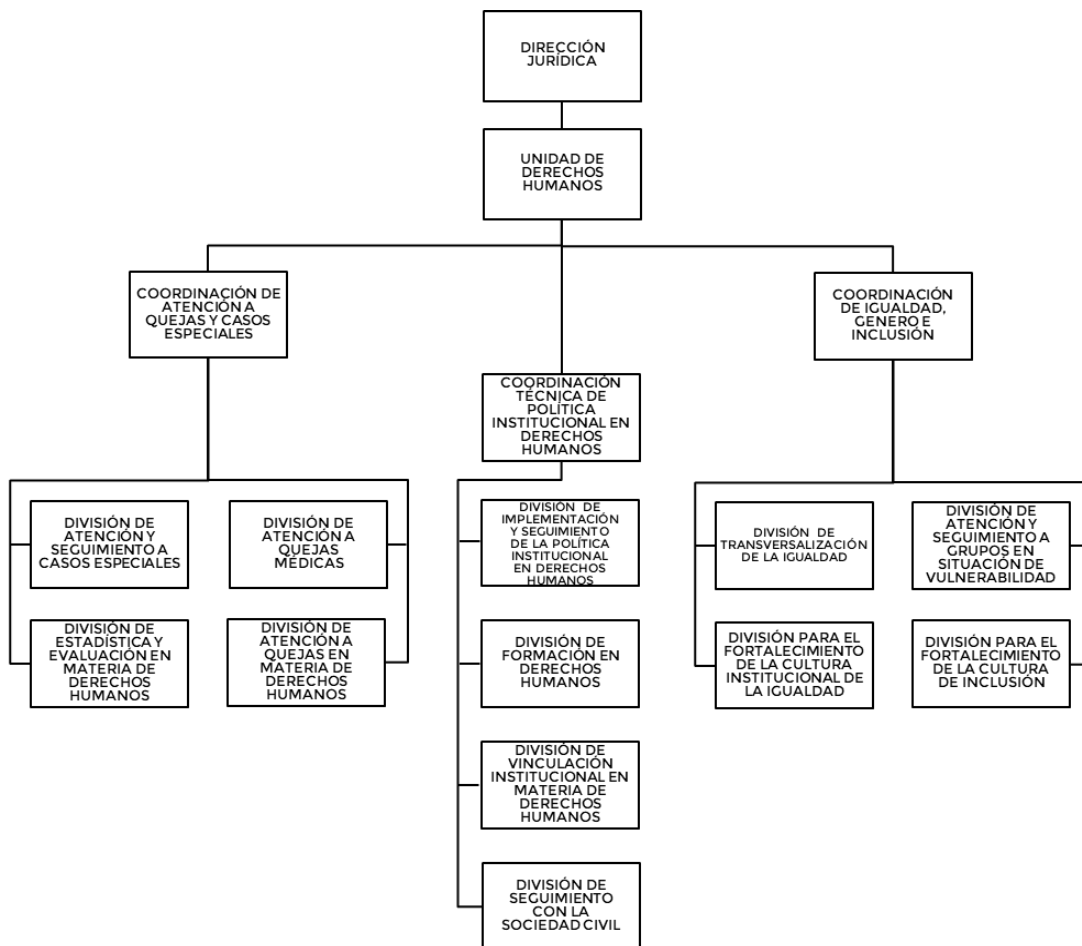 DIRECCIÓN
JURÍDICA
UNIDAD DE
DERECHOS
HUMANOS
COORDINACIÓN DE
ATENCIÓN A
QUEJAS Y CASOS
ESPECIALES
COORDINACIÓN
TÉCNICA DE
POLÍTICA
INSTITUCIONAL EN
DERECHOS
HUMANOS
COORDINACIÓN
DE IGUALDAD,
GENERO E
INCLUSIÓN
DIVISIÓN DE
ATENCIÓN Y
SEGUIMIENTO A
CASOS ESPECIALES
DIVISIÓN DE
ATENCIÓN A
QUEJAS
MÉDICAS
DIVISIÓN DE
ESTADÍSTICA Y
EVALUACIÓN EN
MATERIA DE
DERECHOS
HUMANOS
DIVISIÓN DE
ATENCIÓN A
QUEJAS EN
MATERIA DE
DERECHOS
HUMANOS
DIVISIÓN DE
IMPLEMENTACIÓN
Y SEGUIMIENTO
DE LA POLÍTICA
INSTITUCIONAL
EN DERECHOS
HUMANOS
DIVISIÓN DE
FORMACIÓN EN
DERECHOS
HUMANOS
DIVISIÓN DE
VINCULACIÓN
INSTITUCIONAL EN
MATERIA DE
DERECHOS
HUMANOS
DIVISIÓN DE
SEGUIMIENTO
CON LA
SOCIEDAD CIVIL
DIVISIÓN DE
TRANSVERSALIZACIÓN
DE LA IGUALDAD
DIVISIÓN DE
ATENCIÓN Y
SEGUIMIENTO A
GRUPOS EN
SITUACIÓN DE
VULNERABILIDAD
DIVISIÓN PARA EL
FORTALECIMIENTO
DE LA CULTURA
INSTITUCIONAL DE
LA IGUALDAD
DIVISIÓN PARA EL
FORTALECIMIENTO
DE LA CULTURA
DE INCLUSIÓN